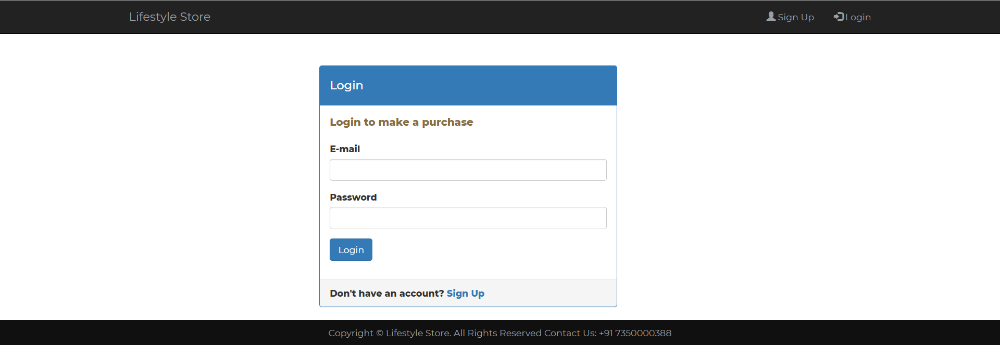 Lifestyle Store
Sign Up
Login
Login
Login to make a purchase
E-mail
Password
Login
Don't have an account? Sign Up
Copyright © Lifestyle Store. All Rights Reserved Contact Us: +91 7350000388